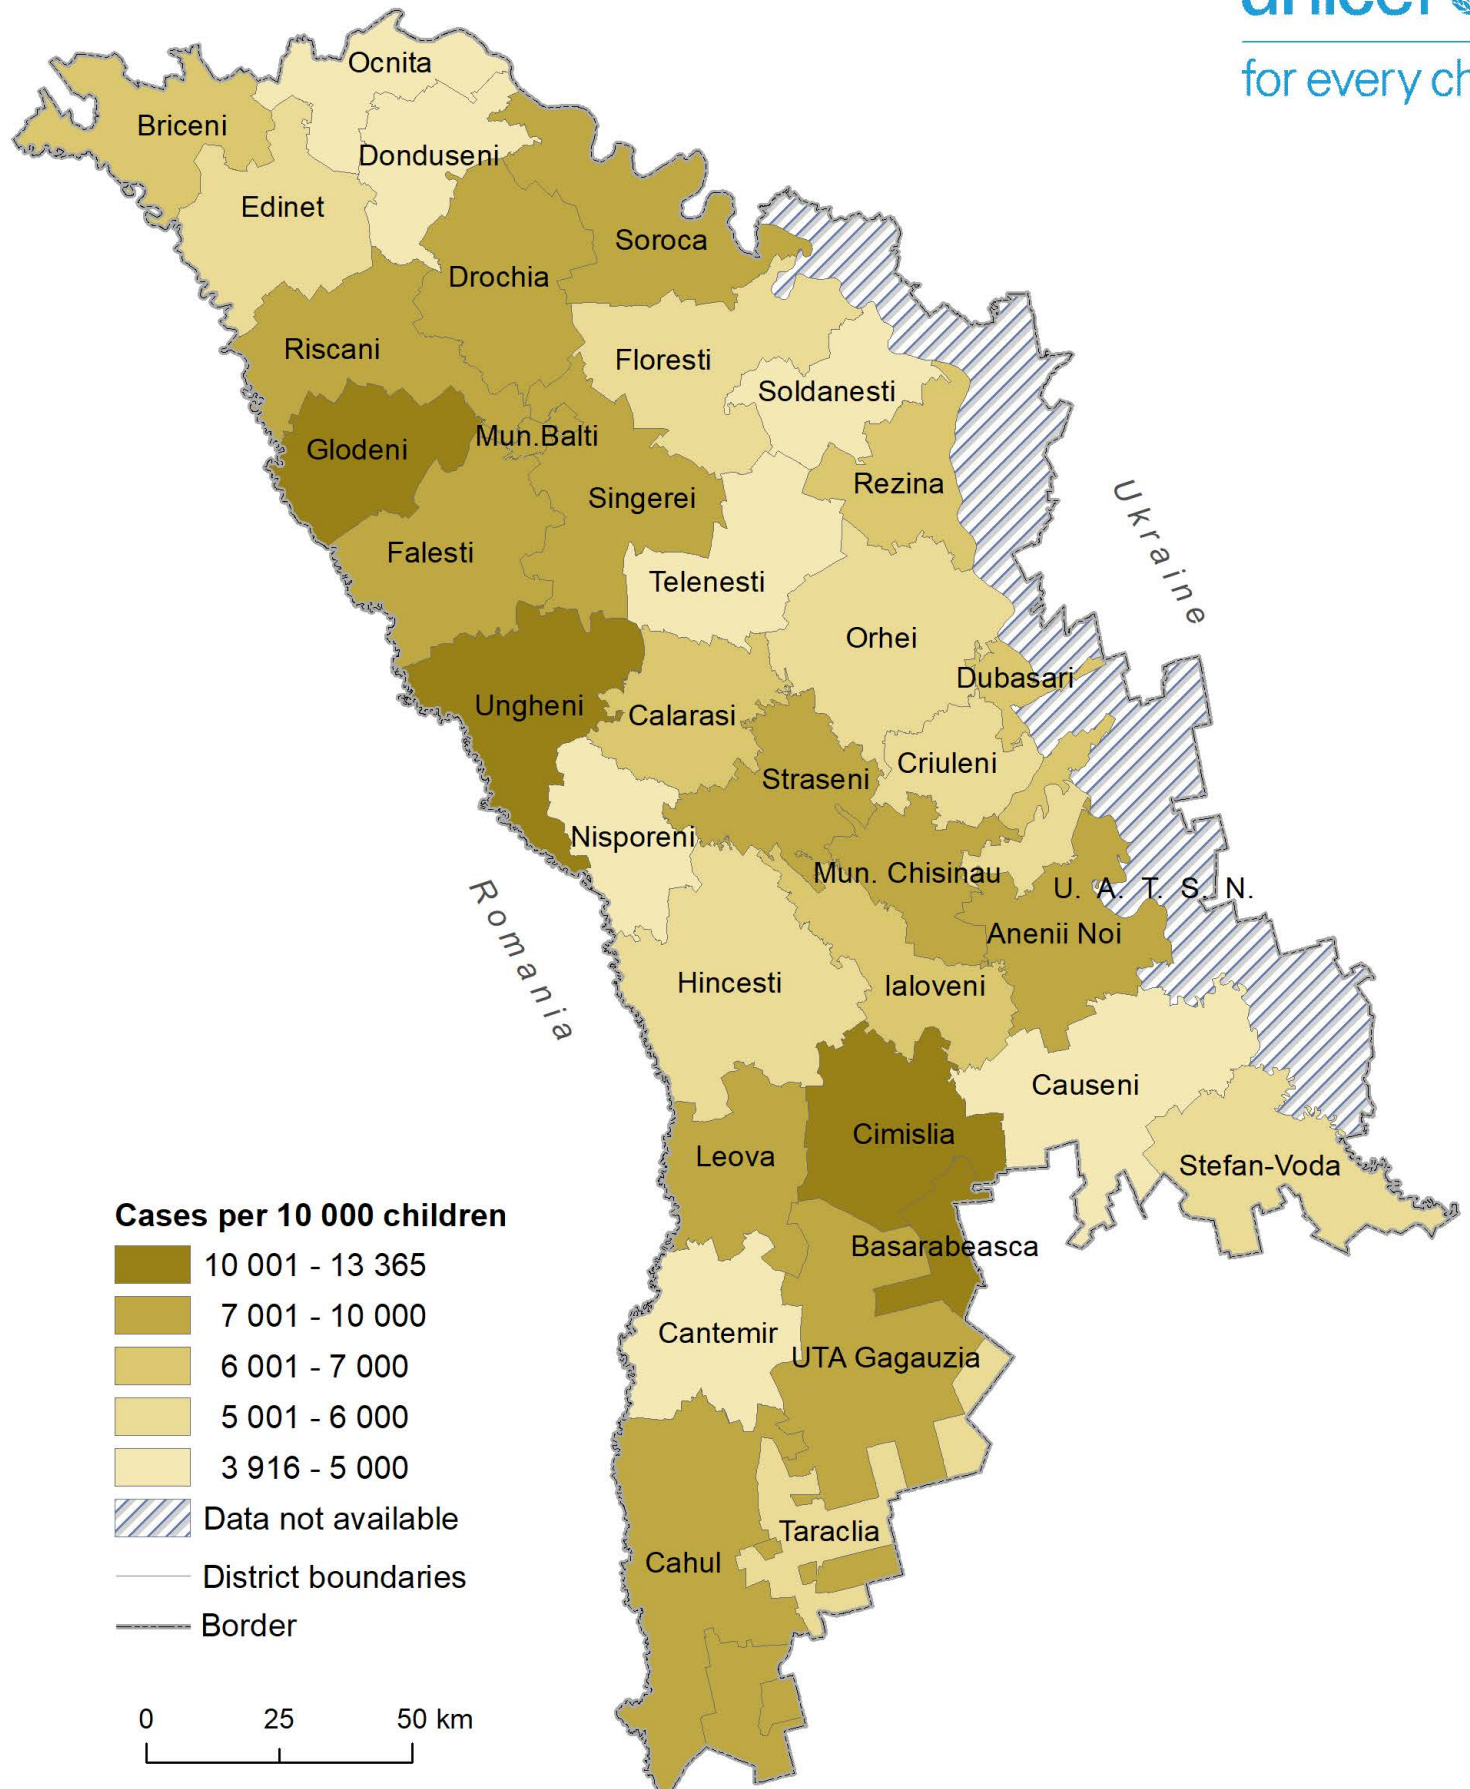 for every ch
Ocnita
Briceni
Donduseni
Edinet
Soroca
Drochia
Riscani
Floresti
Soldanesti
Glodeni
Mun.Balti
Rezina
Singerei
Ukraine
Falesti
Telenesti
Orhei
Dubasari
Ungheni
Calarasi
Criuleni
Straseni
Nisporeni
Mun. Chisinau
U. A. T. S. N.
Romania
Anenii Noi
Hincesti
Ialoveni
Causeni
Cimislia
Leova
Stefan-Voda
Cases per 10 000 children
Basarabeasca
10 001 - 13 365
7 001 - 10 000
Cantemir
UTA Gagauzia
6 001 - 7 000
5 001 - 6 000
3 916 - 5 000
Data not available
Taraclia
Cahul
District boundaries
Border
0 25 50 km